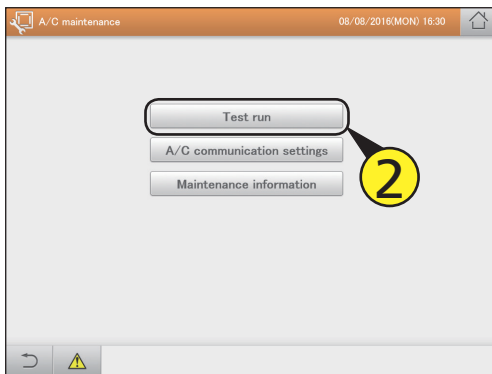 A/C maintenance 08/08/2016(MON) 16:30
Test run
A/C communication settings
Maintenance information
2